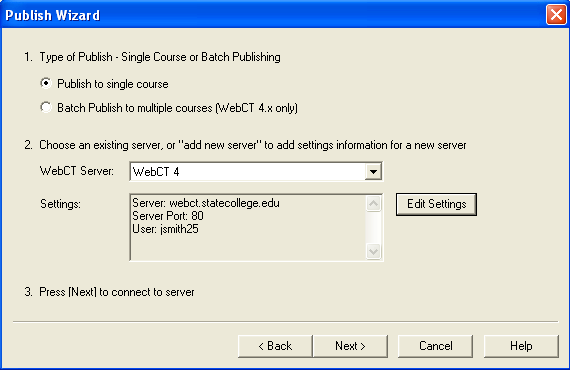 Publish Wizard
1. Type of Publish - Single Course or Batch Publishing
Publish to single course
Batch Publish to multiple courses (WebCT 4.x only)
2. Choose an existing server, or "add new server" to add settings information for a new server
WebCT Server: WebCT 4
Settings: Server: webct.statecollege.edu
Server Port: 80
User: jsmith25
Edit Settings
3. Press [Next] to connect to server
< Back Next > Cancel Help